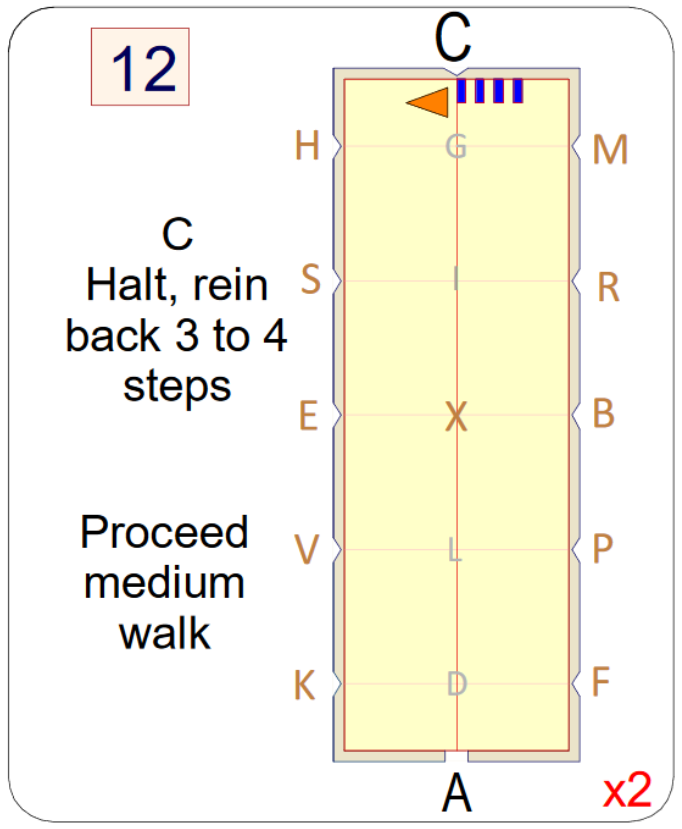 12
C
H G M
C
Halt, rein
back 3 to 4
steps
S I R
E X B
Proceed
medium
walk
V L P
K D F
A
x2